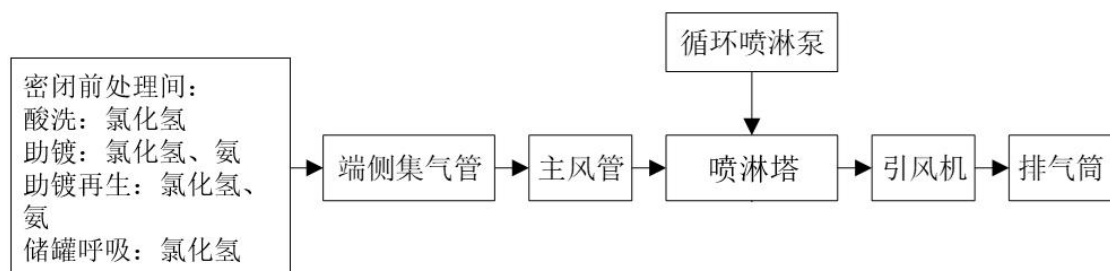 循环喷淋泵
密闭前处理间：
酸洗：氯化氢
助镀：氯化氢、氨
助镀再生：氯化氢、
氨
储罐呼吸：氯化氢
端侧集气管
主风管
喷淋塔
引风机
排气筒